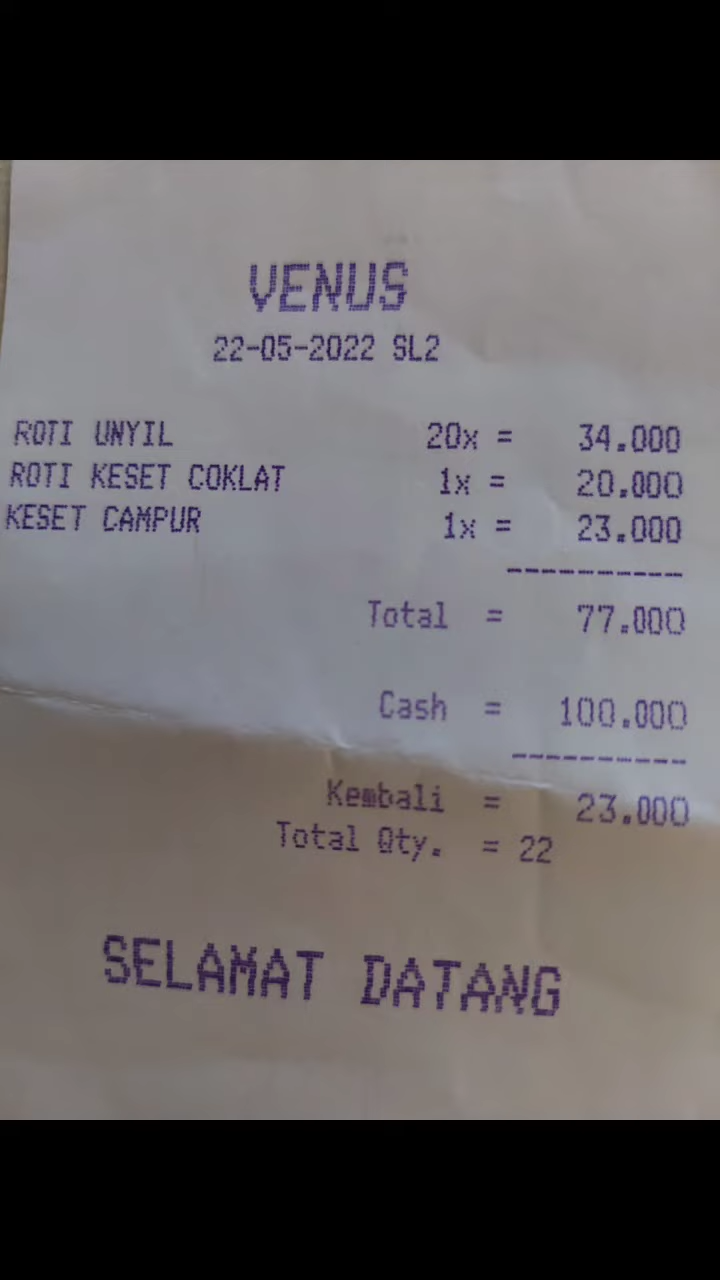 VENUS
22-05-2022 SL2
ROTI UNYIL 20x = 34.000
ROTI KESET COKLAT 1x = 20.000
KESET CAMPUR 1x = 23.000
----------
Total = 77.000
Cash = 100.000
----------
Kembali = 23.000
Total Qty. = 22
SELAMAT DATANG